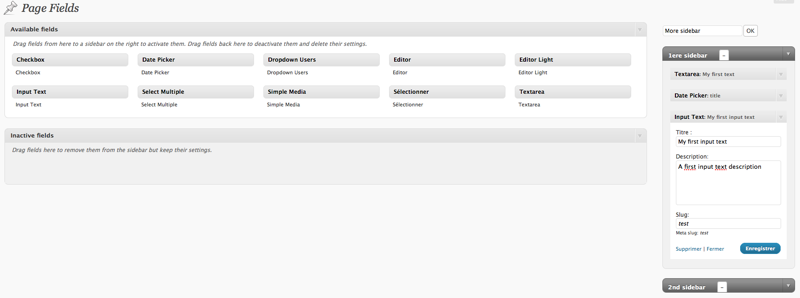 Page Fields
Available fields
Drag fields from here to a sidebar on the right to activate them. Drag fields back here to deactivate them and delete their settings.
Checkbox Date Picker Dropdown Users Editor Editor Light
Checkbox Date Picker Dropdown Users Editor Editor Light
Input Text Select Multiple Simple Media Sélectionner Textarea
Input Text Select Multiple Simple Media Sélectionner Textarea
Inactive fields
Drag fields here to remove them from the sidebar but keep their settings.
More sidebar OK
1ere sidebar -
Textarea: My first text
Date Picker: title
Input Text: My first input text
Titre :
My first input text
Description:
A first input text description
Slug:
test
Meta slug: test
Supprimer | Fermer Enregistrer
2nd sidebar -